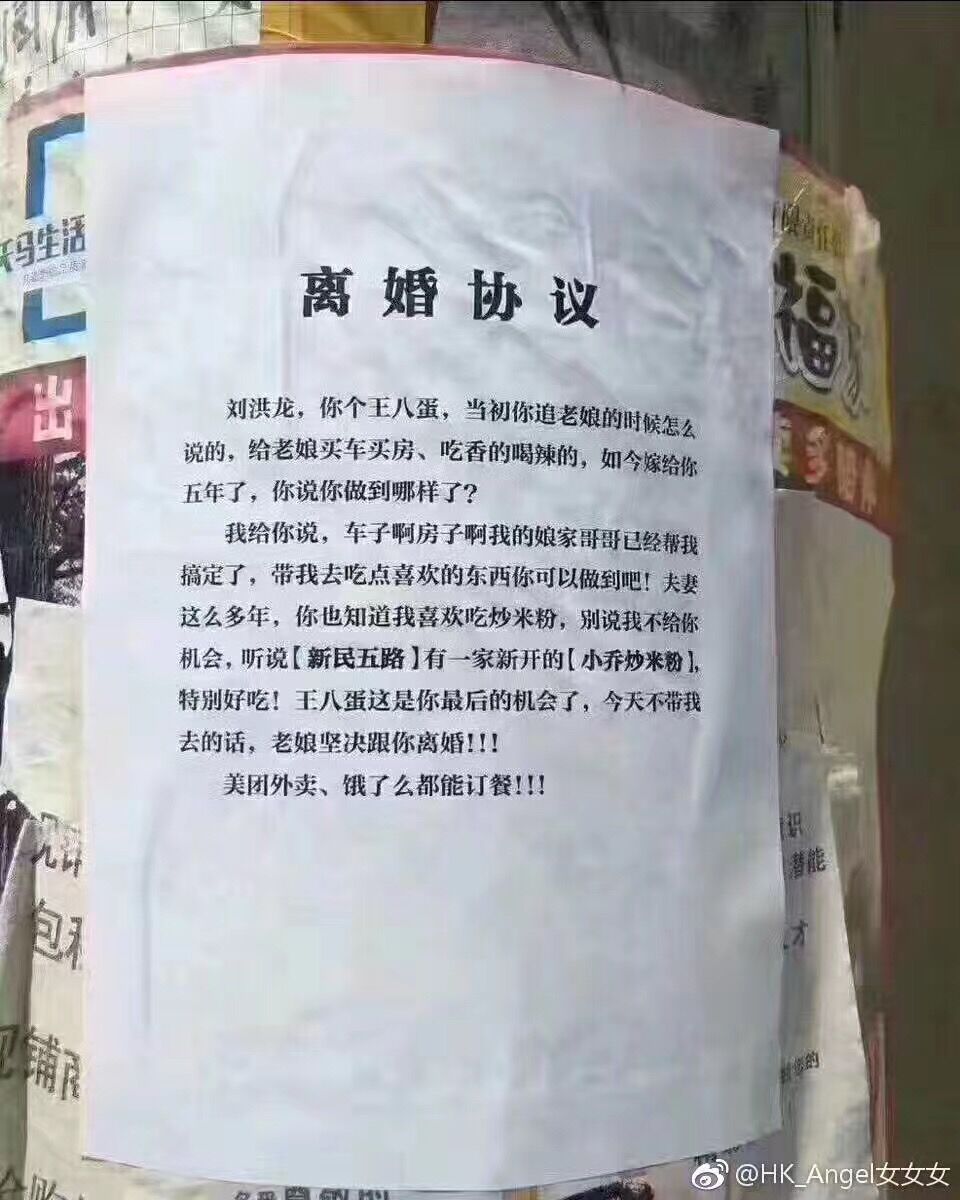 离婚协议
刘洪龙，你个王八蛋，当初你追老娘的时候怎么
说的，给老娘买车买房、吃香的喝辣的，如今嫁给你
五年了，你说你做到哪样了？
我给你说，车子啊房子啊我的娘家哥哥已经帮我
搞定了，带我去吃点喜欢的东西你可以做到吧！夫妻
这么多年，你也知道我喜欢吃炒米粉，别说我不给你
机会，听说【新民五路】有一家新开的【小乔炒米粉】，
特别好吃！王八蛋这是你最后的机会了，今天不带我
去的话，老娘坚决跟你离婚！！！
美团外卖、饿了么都能订餐！！！
马生活
出
福
多
识
潜能
才
包
铺
的
@HK_Angel女女女